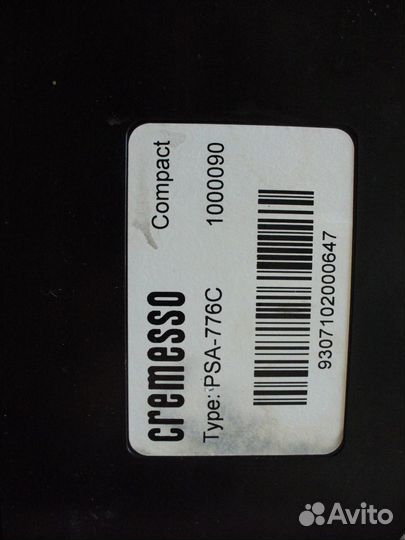 cremesso Compact
Type: PSA-776C 1000090
9307102000647
Avito